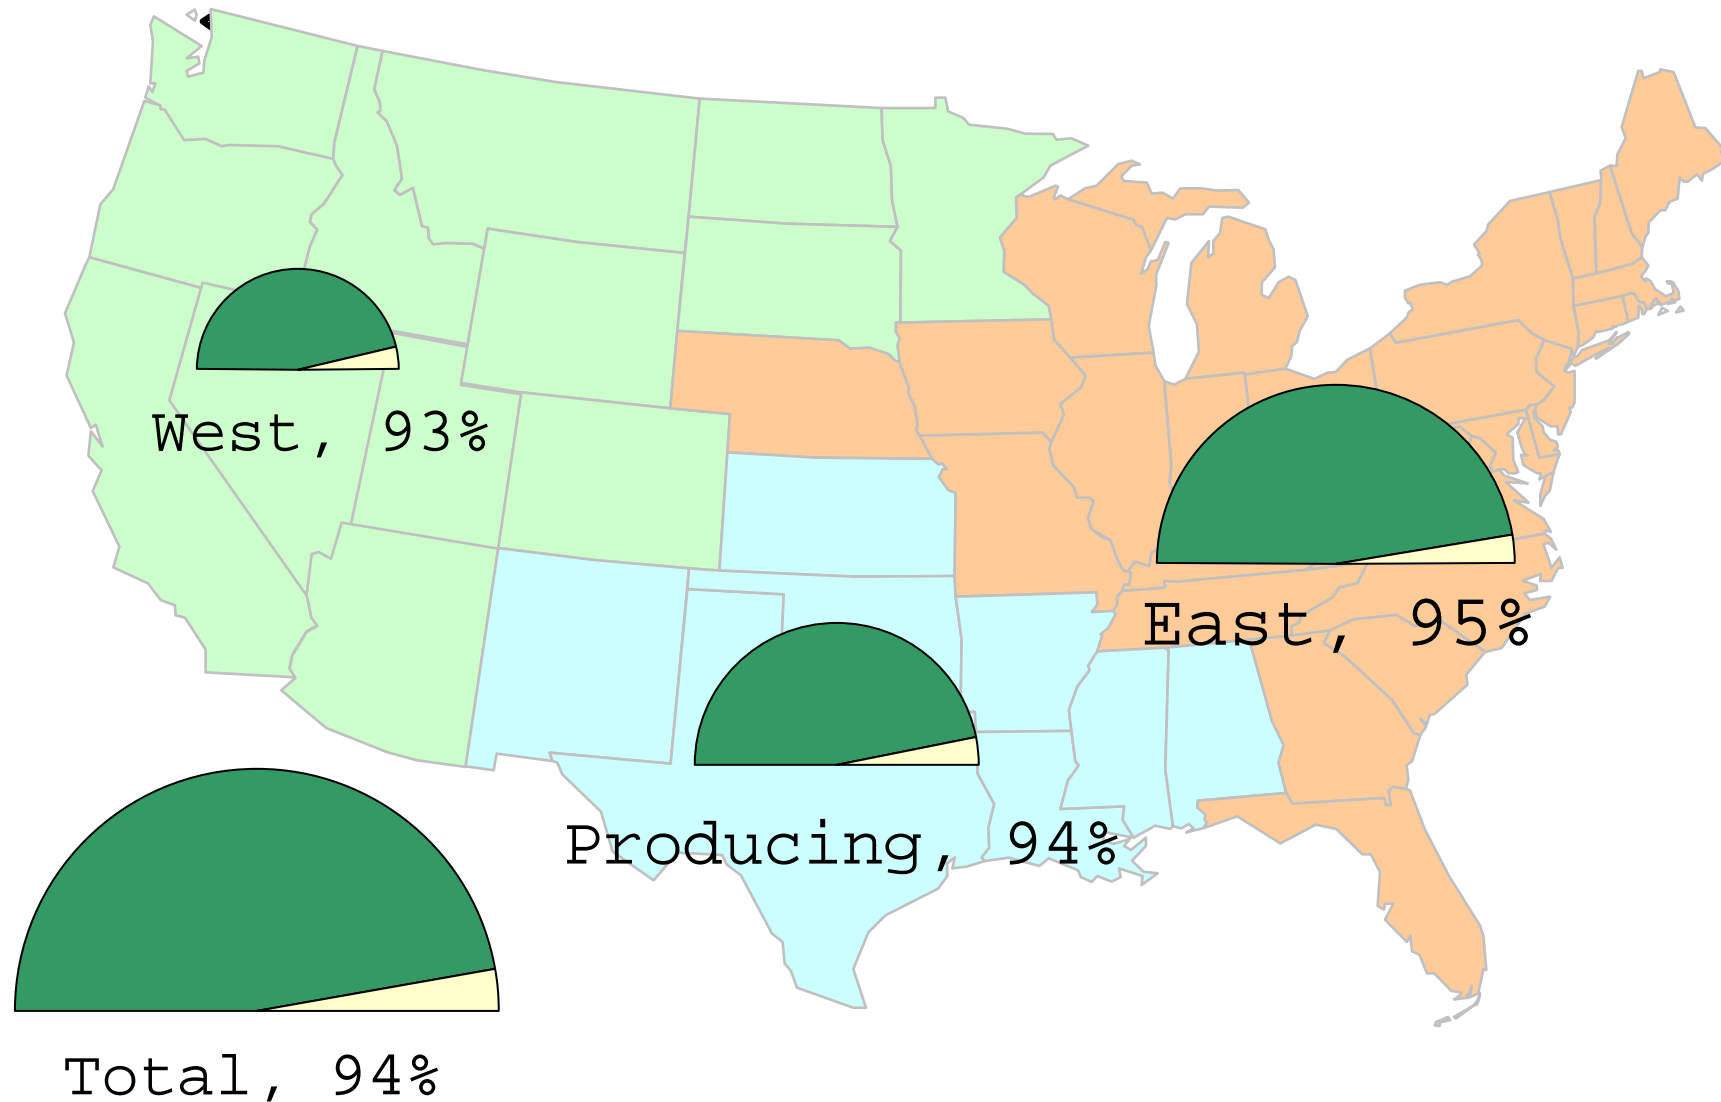 West, 93%
East, 95%
Producing, 94%
Total, 94%